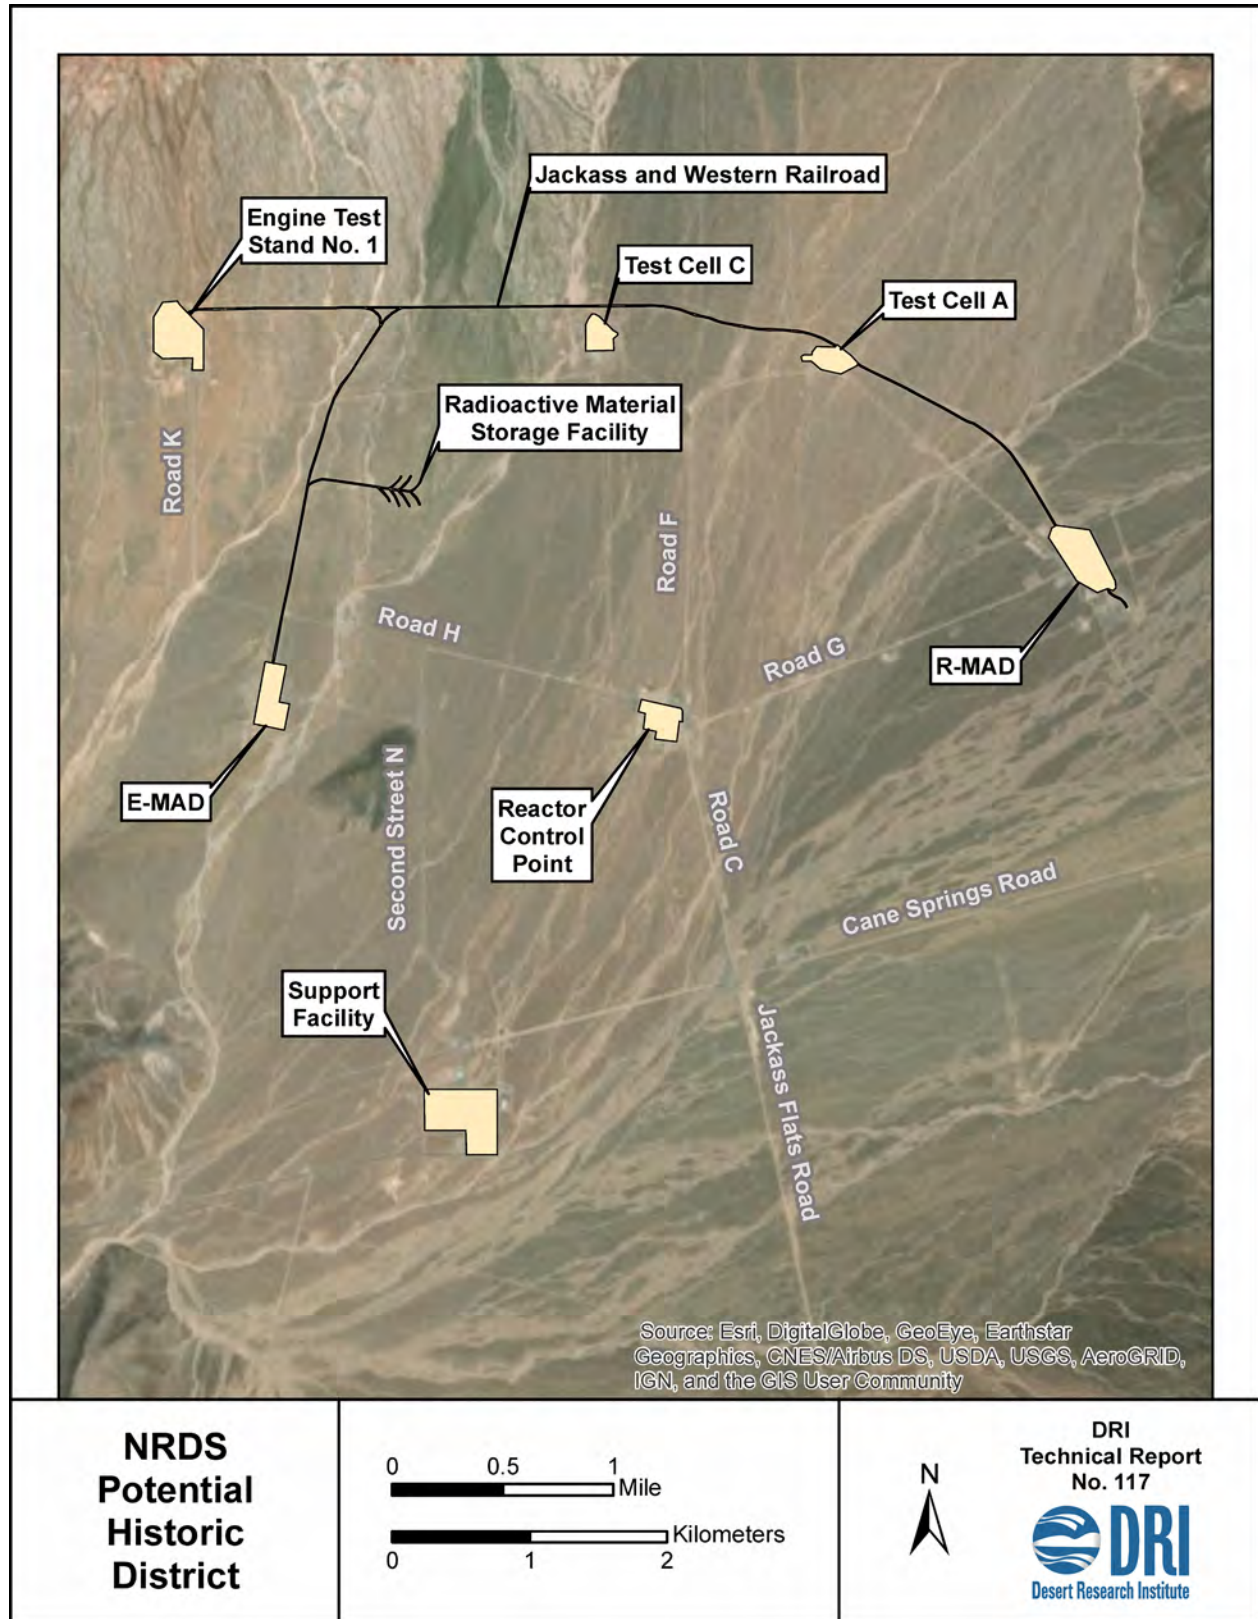 Jackass and Western Railroad
Engine Test
Stand No. 1
Test Cell C
Test Cell A
Radioactive Material
Storage Facility
Road K
Road F
Road H
Road G
R-MAD
E-MAD
Second Street N
Reactor
Control
Point
Road C
Cane Springs Road
Support
Facility
Jackass Flats Road
Source: Esri, DigitalGlobe, GeoEye, Earthstar
Geographics, CNES/Airbus DS, USDA, USGS, AeroGRID,
IGN, and the GIS User Community
NRDS
Potential
Historic
District
0 0.5 1
Mile
Kilometers
0 1 2
N
DRI
Technical Report
No. 117
DRI
Desert Research Institute